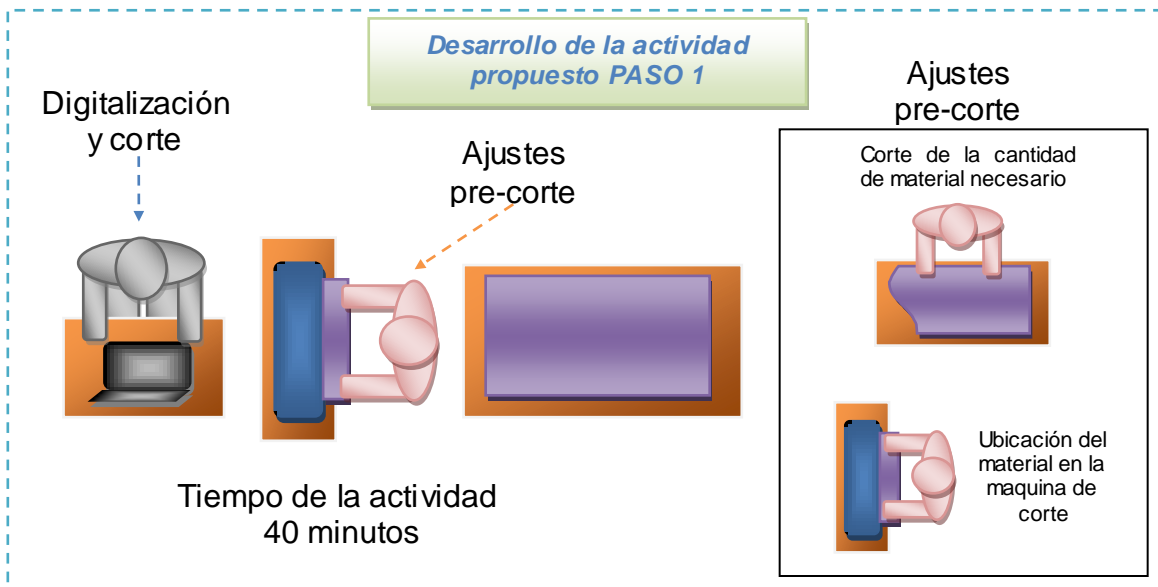 Desarrollo de la actividad
propuesto PASO 1
Digitalización
y corte
Ajustes
pre-corte
Tiempo de la actividad
40 minutos
Ajustes
pre-corte
Corte de la cantidad
de material necesario
Ubicación del
material en la
maquina de
corte